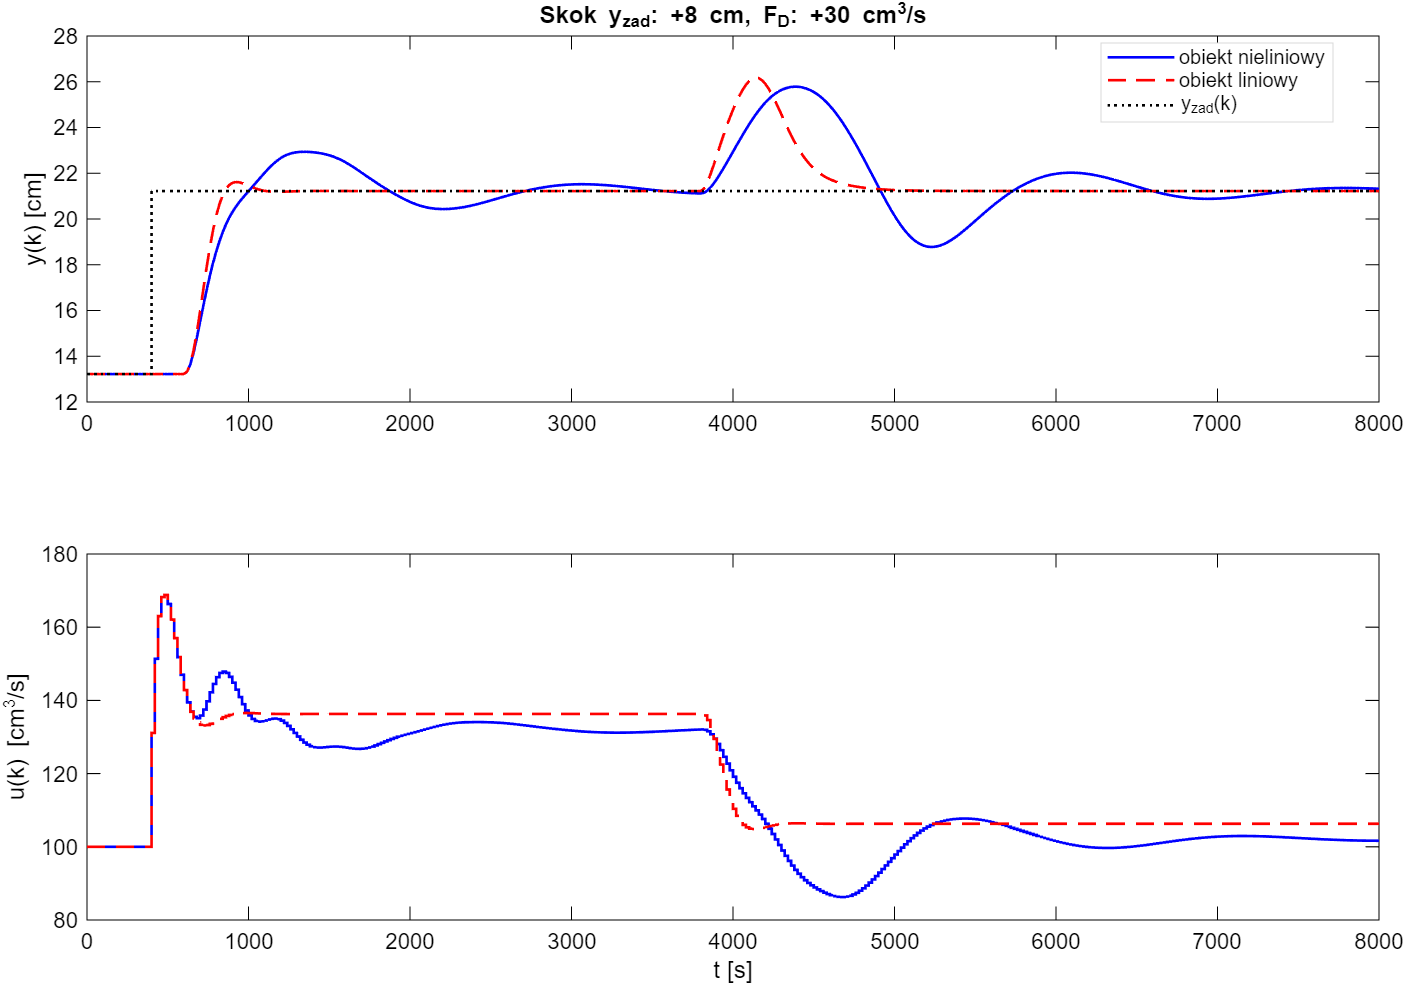 Skok y_zad: +8 cm, F_D: +30 cm³/s
28
26
24
22
20
18
16
14
12
y(k) [cm]
obiekt nieliniowy
obiekt liniowy
y_zad(k)
0 1000 2000 3000 4000 5000 6000 7000 8000
180
160
140
120
100
80
u(k) [cm³/s]
0 1000 2000 3000 4000 5000 6000 7000 8000
t [s]